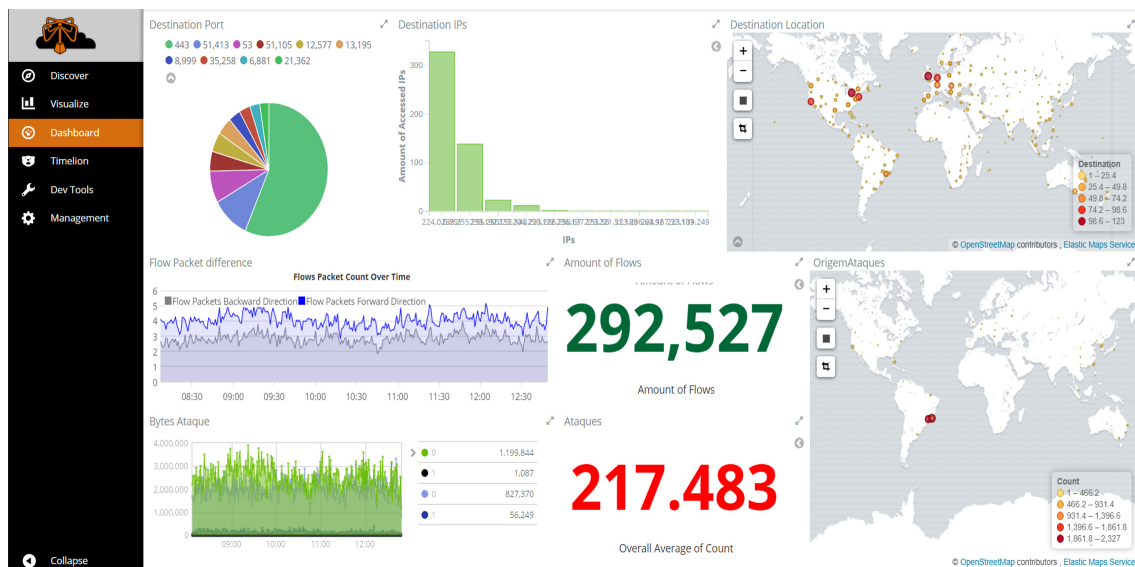 Discover
Visualize
Dashboard
Timelion
Dev Tools
Management
Collapse
Destination Port
443 51,413 53 51,105 12,577 13,195
8,999 35,258 6,881 21,362
Destination IPs
Amount of Accessed IPs
300
200
100
0
IPs
Destination Location
+
−
Destination
1 – 25.4
25.4 – 49.8
49.8 – 74.2
74.2 – 98.6
98.6 – 123
© OpenStreetMap contributors , Elastic Maps Service
Flow Packet difference
Flows Packet Count Over Time
Flow Packets Backward Direction Flow Packets Forward Direction
6
5
4
3
2
1
0
08:30 09:00 09:30 10:00 10:30 11:00 11:30 12:00 12:30
Amount of Flows
Amount of Flows
292,527
Amount of Flows
OrigemAtaques
+
−
Count
1 – 466.2
466.2 – 931.4
931.4 – 1,396.6
1,396.6 – 1,861.8
1,861.8 – 2,327
© OpenStreetMap contributors , Elastic Maps Service
Bytes Ataque
4,000,000
3,000,000
2,000,000
1,000,000
0
09:00 10:00 11:00 12:00
0 1,199,844
1 1,087
0 827,370
1 56,249
Ataques
217.483
Overall Average of Count